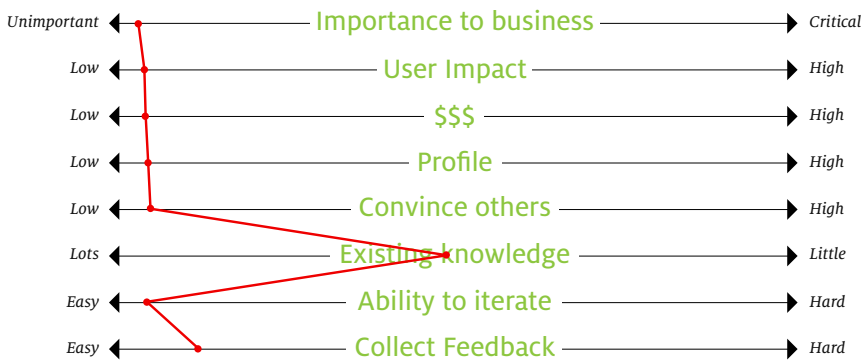 Unimportant Importance to business Critical
Low User Impact High
Low $$$ High
Low Profile High
Low Convince others High
Lots Existing knowledge Little
Easy Ability to iterate Hard
Easy Collect Feedback Hard